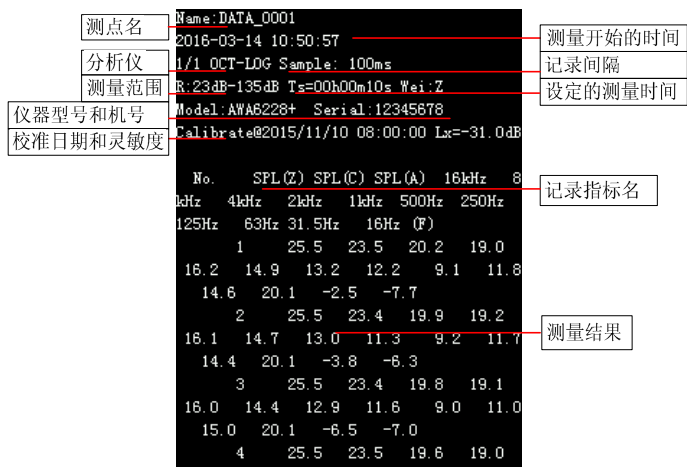 测点名
分析仪
测量范围
仪器型号和机号
校准日期和灵敏度
Name:DATA_0001
2016-03-14 10:50:57
1/1 OCT-LOG Sample: 100ms
R:23dB-135dB Ts=00h00m10s Wei:Z
Model:AWA6228+ Serial:12345678
Calibrate@2015/11/10 08:00:00 Lx=-31.0dB
No. SPL(Z) SPL(C) SPL(A) 16kHz 8
kHz 4kHz 2kHz 1kHz 500Hz 250Hz
125Hz 63Hz 31.5Hz 16Hz (F)
1 25.5 23.5 20.2 19.0
16.2 14.9 13.2 12.2 9.1 11.8
14.6 20.1 -2.5 -7.7
2 25.5 23.4 19.9 19.2
16.1 14.7 13.0 11.3 9.2 11.7
14.4 20.1 -3.8 -6.3
3 25.5 23.4 19.8 19.1
16.0 14.4 12.9 11.6 9.0 11.0
15.0 20.1 -6.5 -7.0
4 25.5 23.5 19.6 19.0
测量开始的时间
记录间隔
设定的测量时间
记录指标名
测量结果